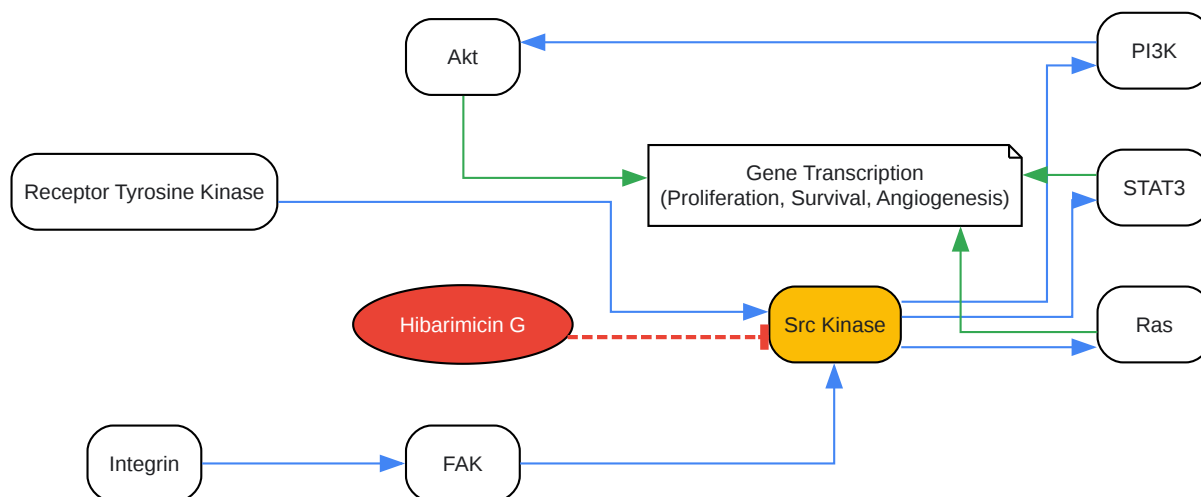 Akt
PI3K
Gene Transcription
(Proliferation, Survival, Angiogenesis)
STAT3
Receptor Tyrosine Kinase
Hibarimicin G
Src Kinase
Ras
Integrin
FAK